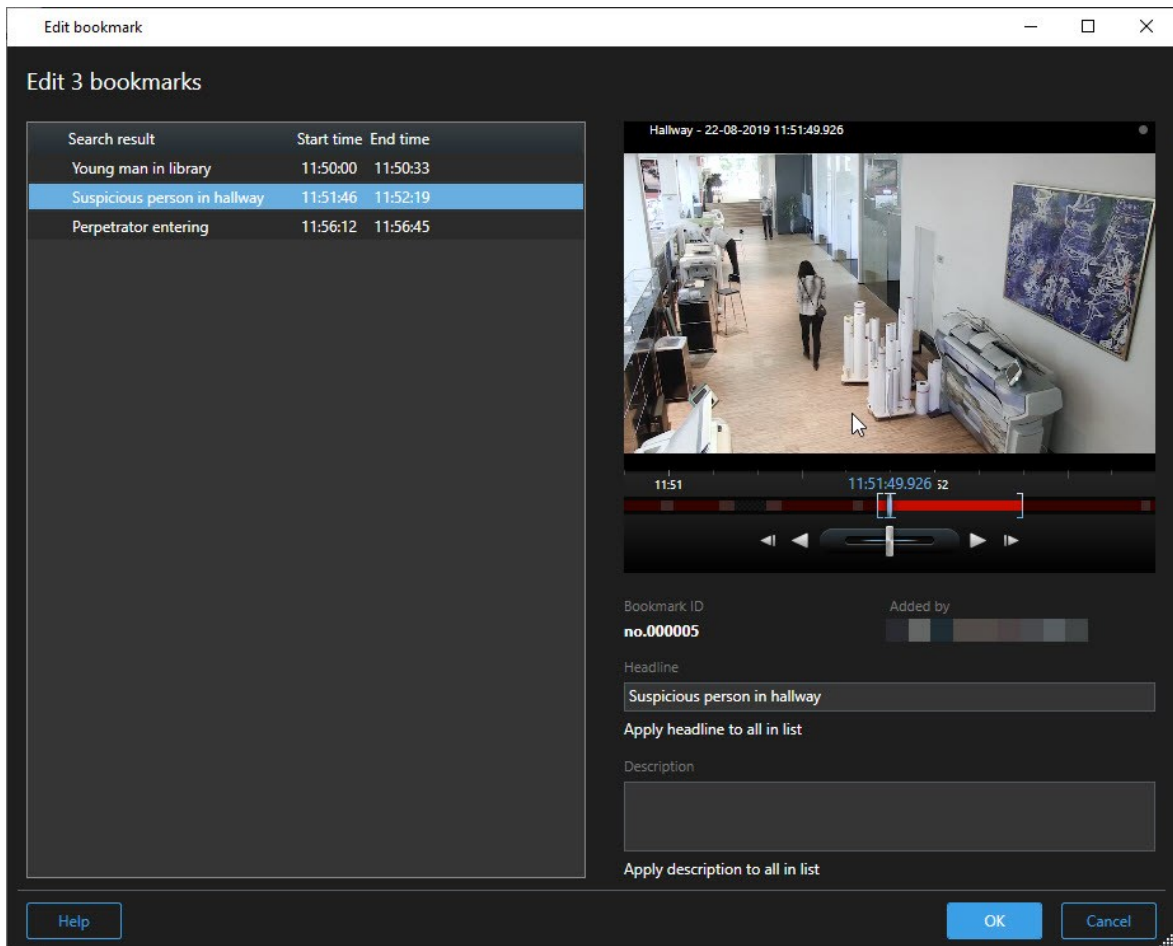 Edit bookmark
Edit 3 bookmarks
Search result Start time End time
Young man in library 11:50:00 11:50:33
Suspicious person in hallway 11:51:46 11:52:19
Perpetrator entering 11:56:12 11:56:45
Hallway - 22-08-2019 11:51:49.926
11:51 11:51:49.926 52
Bookmark ID Added by
no.000005
Headline
Suspicious person in hallway
Apply headline to all in list
Description
Apply description to all in list
Help OK Cancel